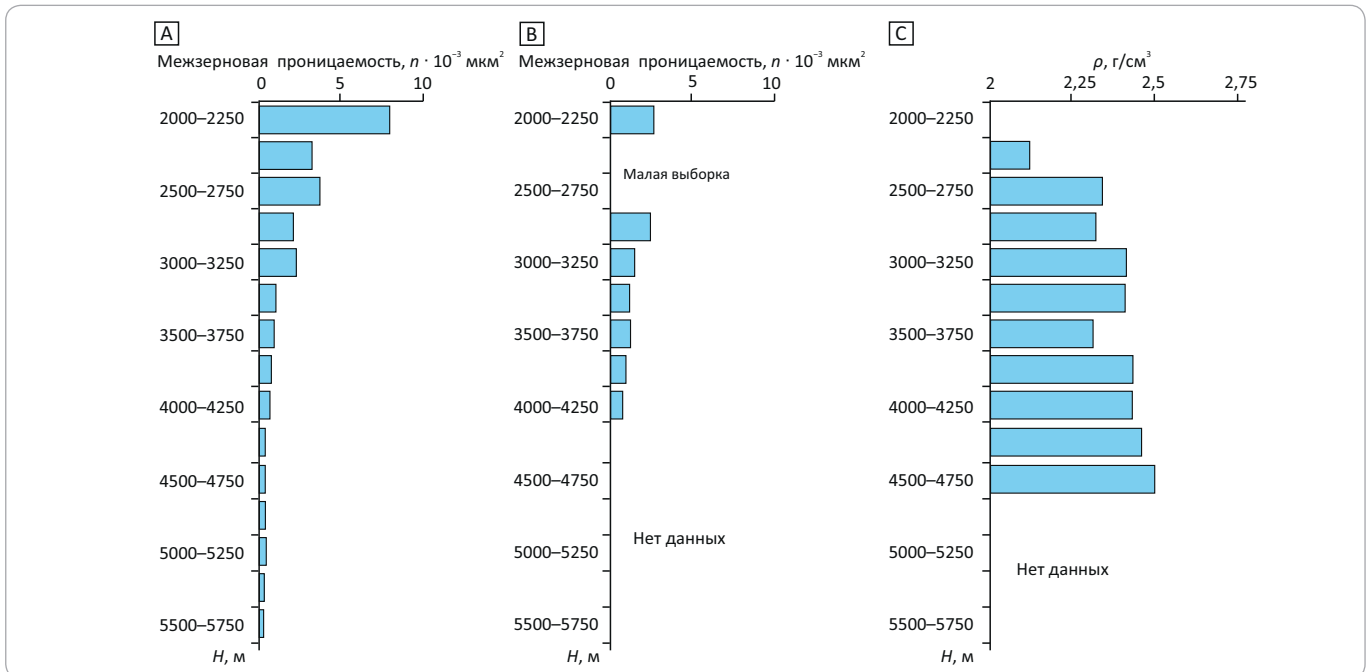 A
Межзерновая проницаемость, n · 10⁻³ мкм²
0 5 10
2000–2250
2500–2750
3000–3250
3500–3750
4000–4250
4500–4750
5000–5250
5500–5750
H, м
B
Межзерновая проницаемость, n · 10⁻³ мкм²
0 5 10
2000–2250
Малая выборка
2500–2750
3000–3250
3500–3750
4000–4250
4500–4750
Нет данных
5000–5250
5500–5750
H, м
C
ρ, г/см³
2 2,25 2,5 2,75
2000–2250
2500–2750
3000–3250
3500–3750
4000–4250
4500–4750
5000–5250
Нет данных
5500–5750
H, м